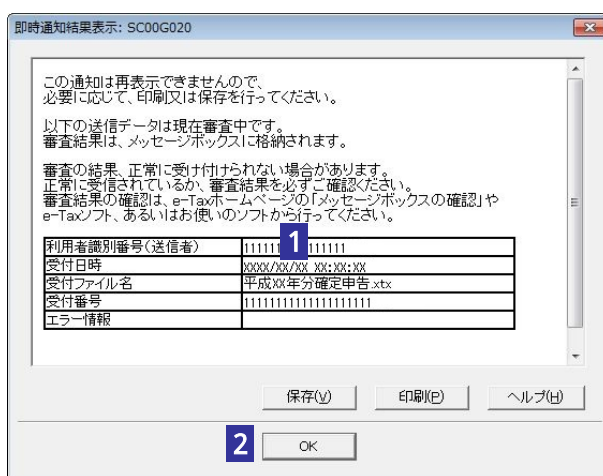 即時通知結果表示: SC00G020
この通知は再表示できませんので、
必要に応じて、印刷又は保存を行ってください。
以下の送信データは現在審査中です。
審査結果は、メッセージボックスに格納されます。
審査の結果、正常に受け付けられない場合があります。
正常に受信されているか、審査結果を必ずご確認ください。
審査結果の確認は、e-Taxホームページの「メッセージボックスの確認」や
e-Taxソフト、あるいはお使いのソフトから行ってください。
1
利用者識別番号(送信者)
受付日時 XXXX/XX/XX XX:XX:XX
受付ファイル名 平成XX年分確定申告.xtx
受付番号 11111111111111111111
エラー情報
保存(V) 印刷(P) ヘルプ(H)
2 OK